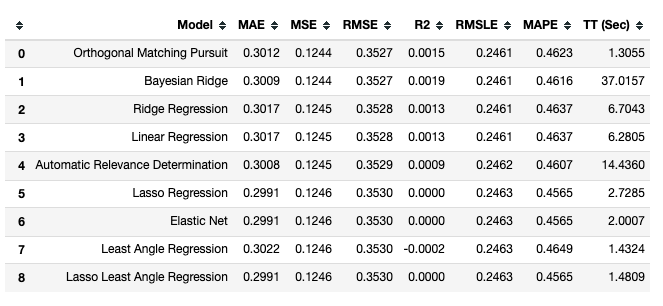 Model MAE MSE RMSE R2 RMSLE MAPE TT (Sec)
0 Orthogonal Matching Pursuit 0.3012 0.1244 0.3527 0.0015 0.2461 0.4623 1.3055
1 Bayesian Ridge 0.3009 0.1244 0.3527 0.0019 0.2461 0.4616 37.0157
2 Ridge Regression 0.3017 0.1245 0.3528 0.0013 0.2461 0.4637 6.7043
3 Linear Regression 0.3017 0.1245 0.3528 0.0013 0.2461 0.4637 6.2805
4 Automatic Relevance Determination 0.3008 0.1245 0.3529 0.0009 0.2462 0.4607 14.4360
5 Lasso Regression 0.2991 0.1246 0.3530 0.0000 0.2463 0.4565 2.7285
6 Elastic Net 0.2991 0.1246 0.3530 0.0000 0.2463 0.4565 2.0007
7 Least Angle Regression 0.3022 0.1246 0.3530 -0.0002 0.2463 0.4649 1.4324
8 Lasso Least Angle Regression 0.2991 0.1246 0.3530 0.0000 0.2463 0.4565 1.4809